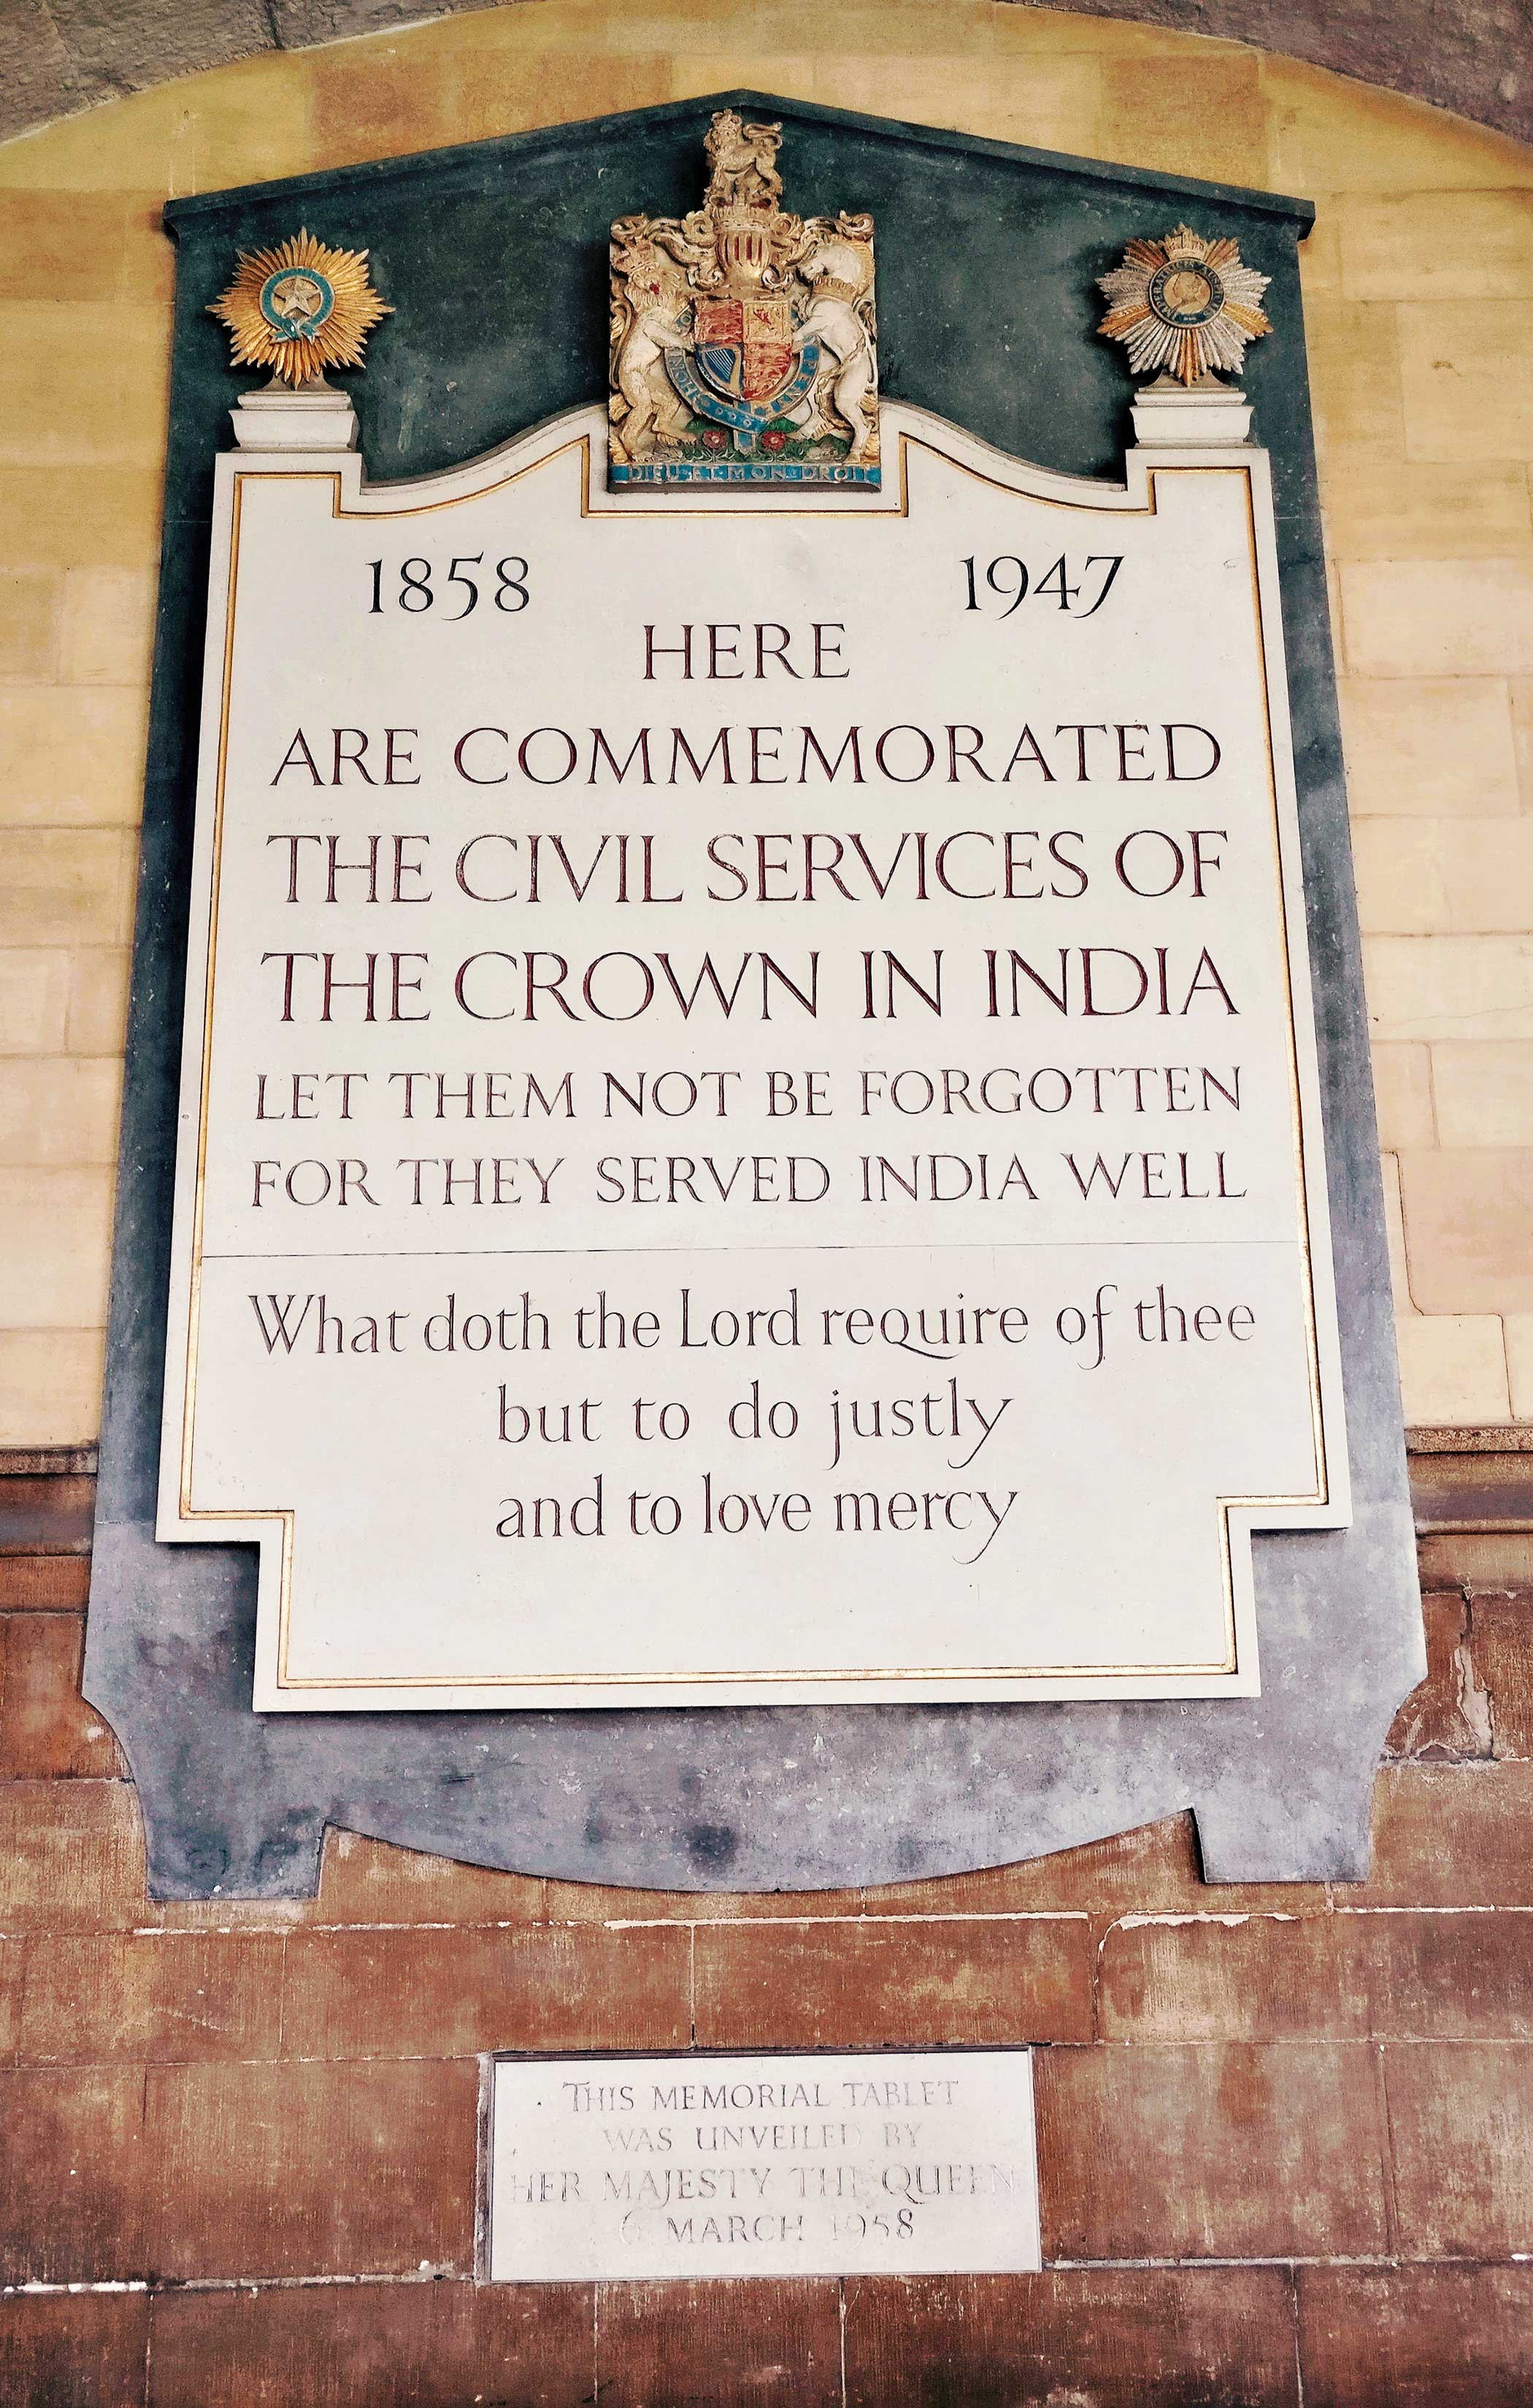 DIEU ET MON DROIT
1858 1947
HERE
ARE COMMEMORATED
THE CIVIL SERVICES OF
THE CROWN IN INDIA
LET THEM NOT BE FORGOTTEN
FOR THEY SERVED INDIA WELL
What doth the Lord require of thee
but to do justly
and to love mercy
THIS MEMORIAL TABLET
WAS UNVEILED BY
HER MAJESTY THE QUEEN
6 MARCH 1958